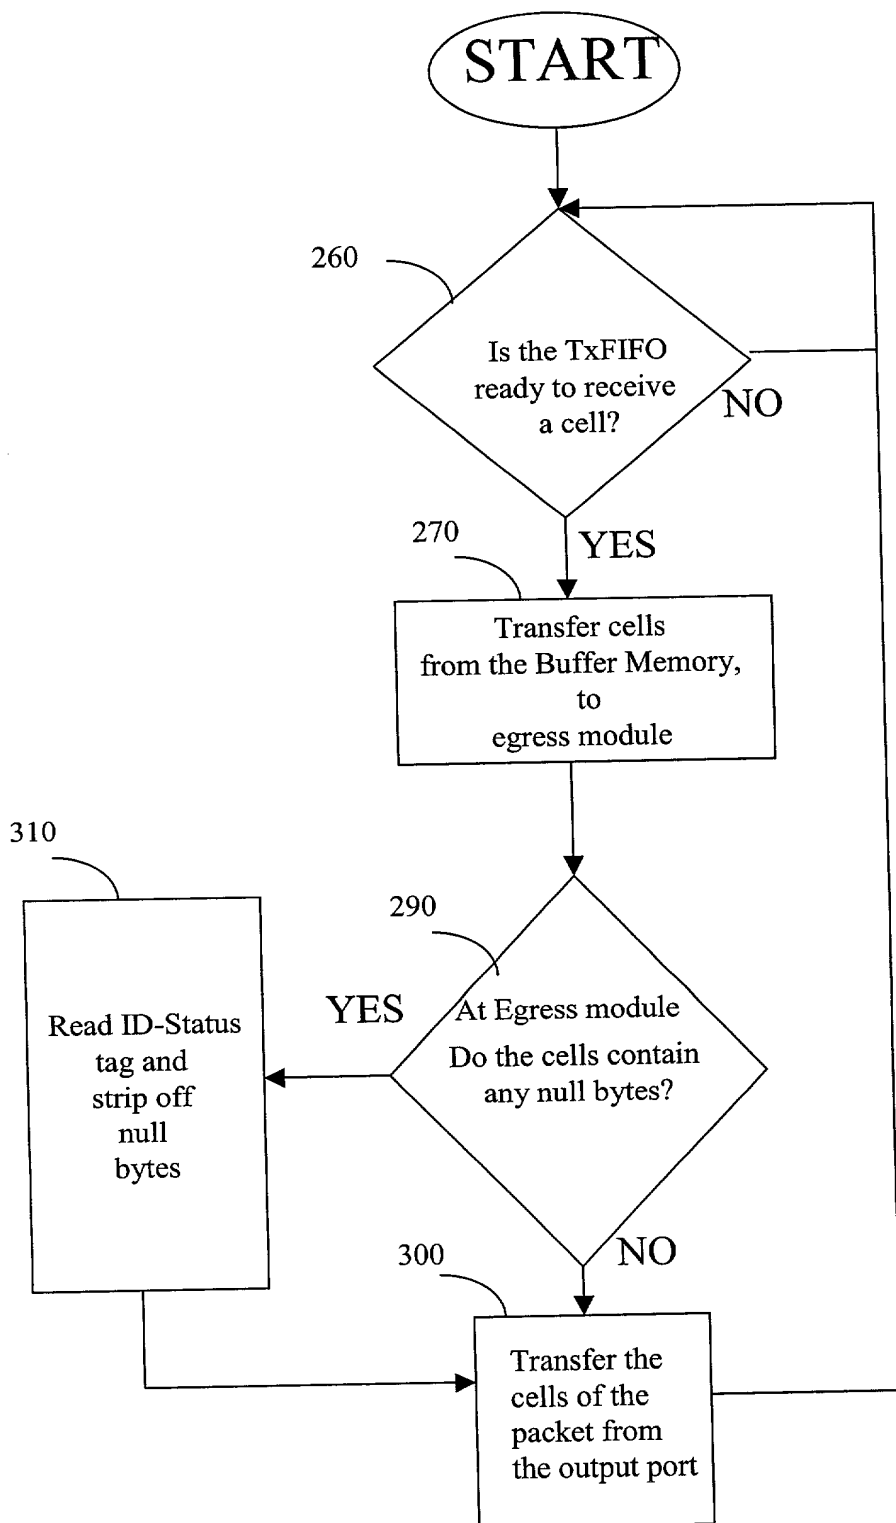 START
260
Is the TxFIFO
ready to receive
a cell?
NO
270
YES
Transfer cells
from the Buffer Memory,
to
egress module
310
290
YES
At Egress module
Do the cells contain
any null bytes?
Read ID-Status
tag and
strip off
null
bytes
300
NO
Transfer the
cells of the
packet from
the output port